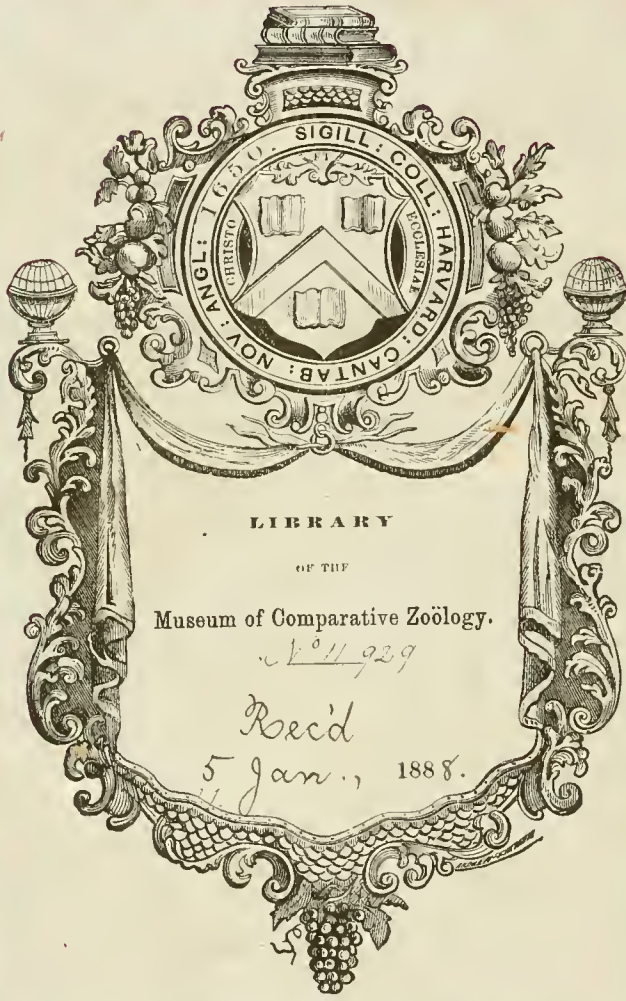 SIGILL: COLL: HARVARD: CANTAB: NOV: ANGL: 1650.
ET
CHRISTO
ECCLESIAE
LIBRARY
OF THE
Museum of Comparative Zoölogy.
No 11 929
Rec'd
5 Jan., 1888.